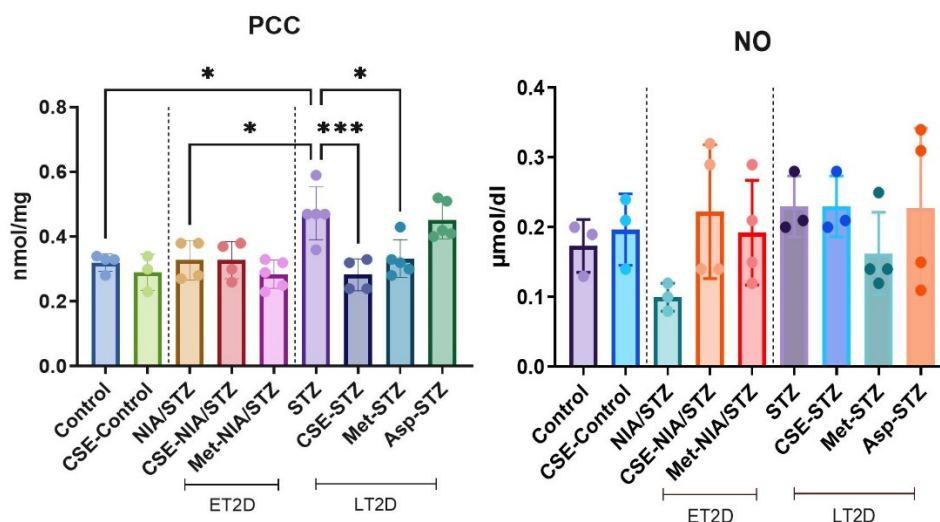 PCC
* *
* ***
nmol/mg
0.8
0.6
0.4
0.2
0.0
Control
CSE-Control
NIA/STZ
CSE-NIA/STZ
Met-NIA/STZ
STZ
CSE-STZ
Met-STZ
Asp-STZ
ET2D
LT2D
NO
µmol/dl
0.4
0.3
0.2
0.1
0.0
Control
CSE-Control
NIA/STZ
CSE-NIA/STZ
Met-NIA/STZ
STZ
CSE-STZ
Met-STZ
Asp-STZ
ET2D
LT2D